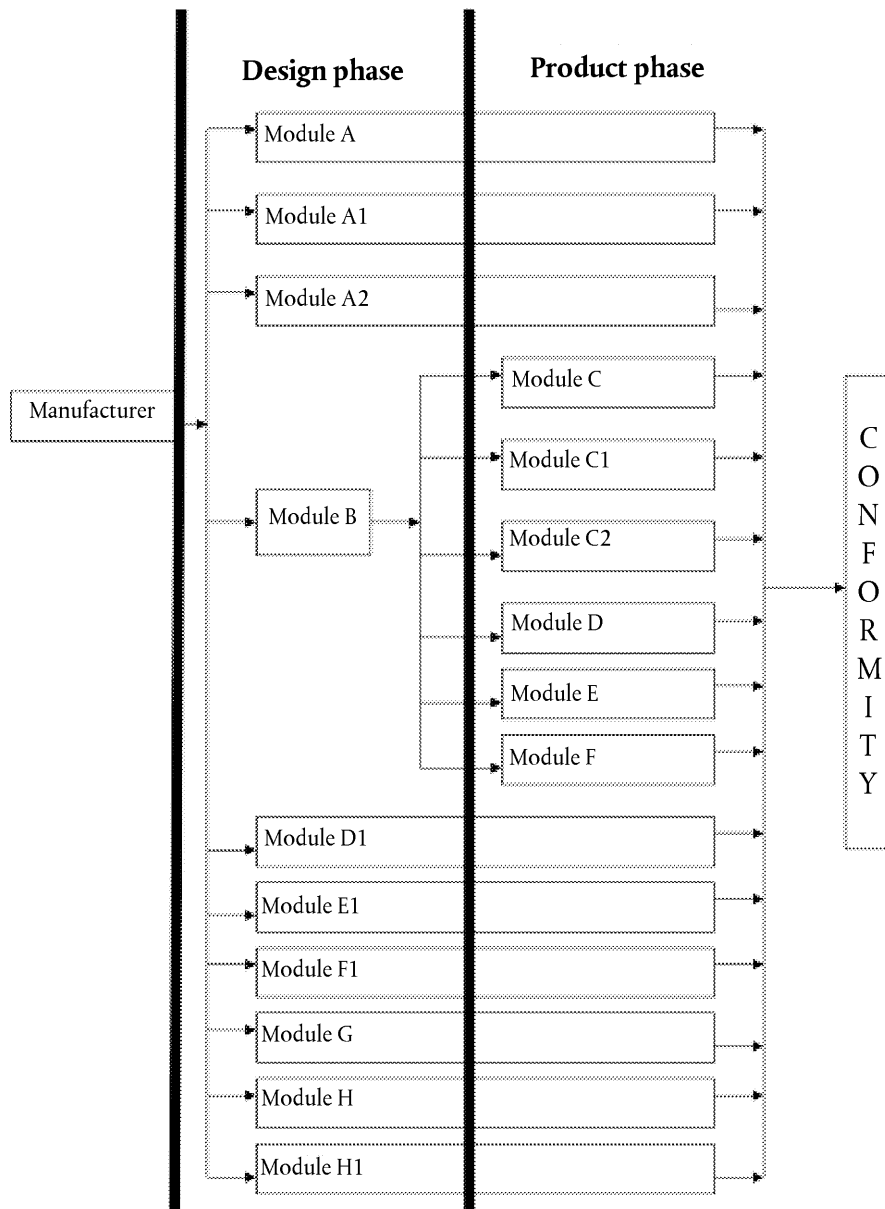 Design phase
Product phase
Module A
Module A1
Module A2
Manufacturer
Module B
Module C
Module C1
Module C2
Module D
Module E
Module F
Module D1
Module E1
Module F1
Module G
Module H
Module H1
C
O
N
F
O
R
M
I
T
Y